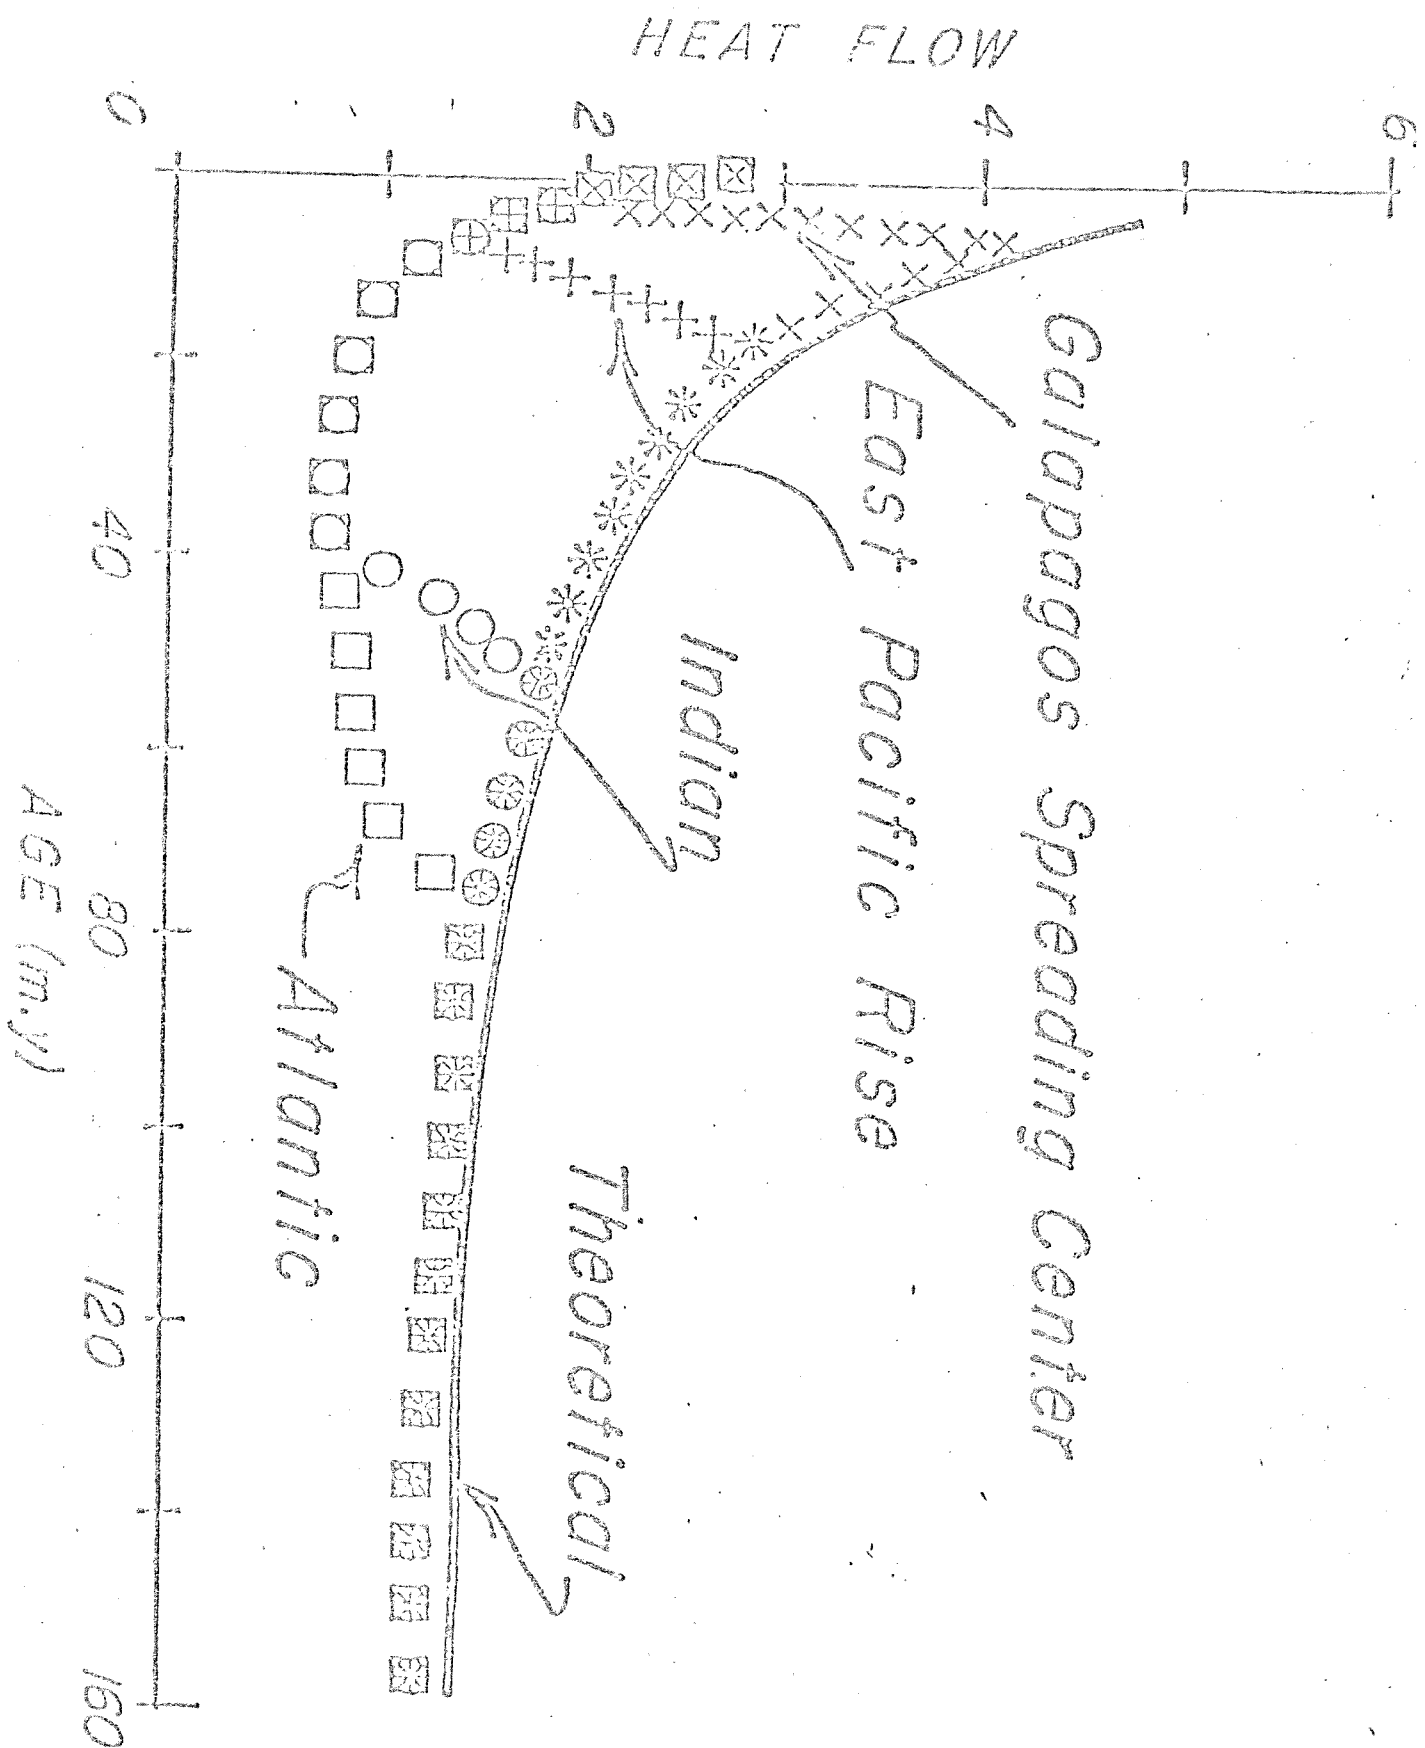 HEAT FLOW
6
4
2
0
Galapagos Spreading Center
East Pacific Rise
Indian
Theoretical
Atlantic
40
80
120
160
AGE (m.y)